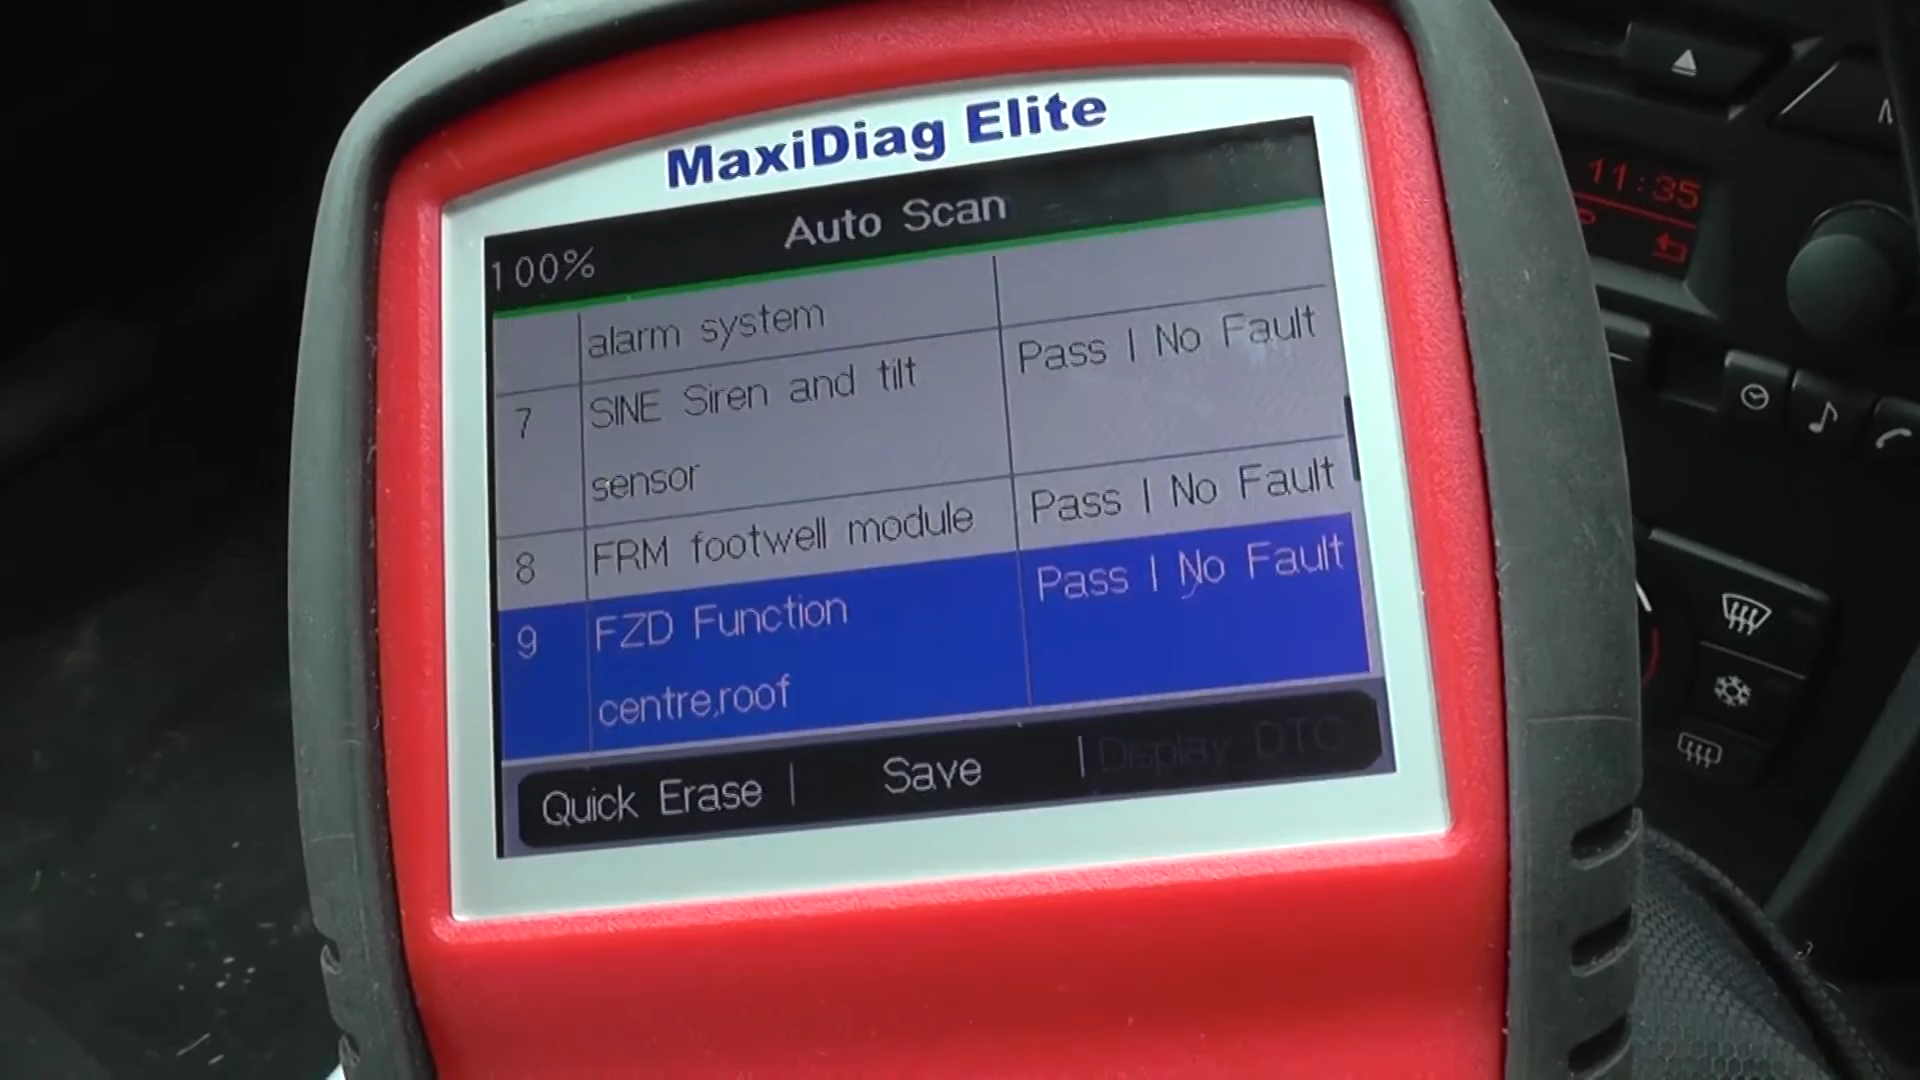 MaxiDiag Elite
Auto Scan
100%
alarm system
7 SINE Siren and tilt Pass | No Fault
sensor
8 FRM footwell module Pass | No Fault
9 FZD Function Pass | No Fault
centre,roof
Quick Erase | Save | Display DTC
11:35